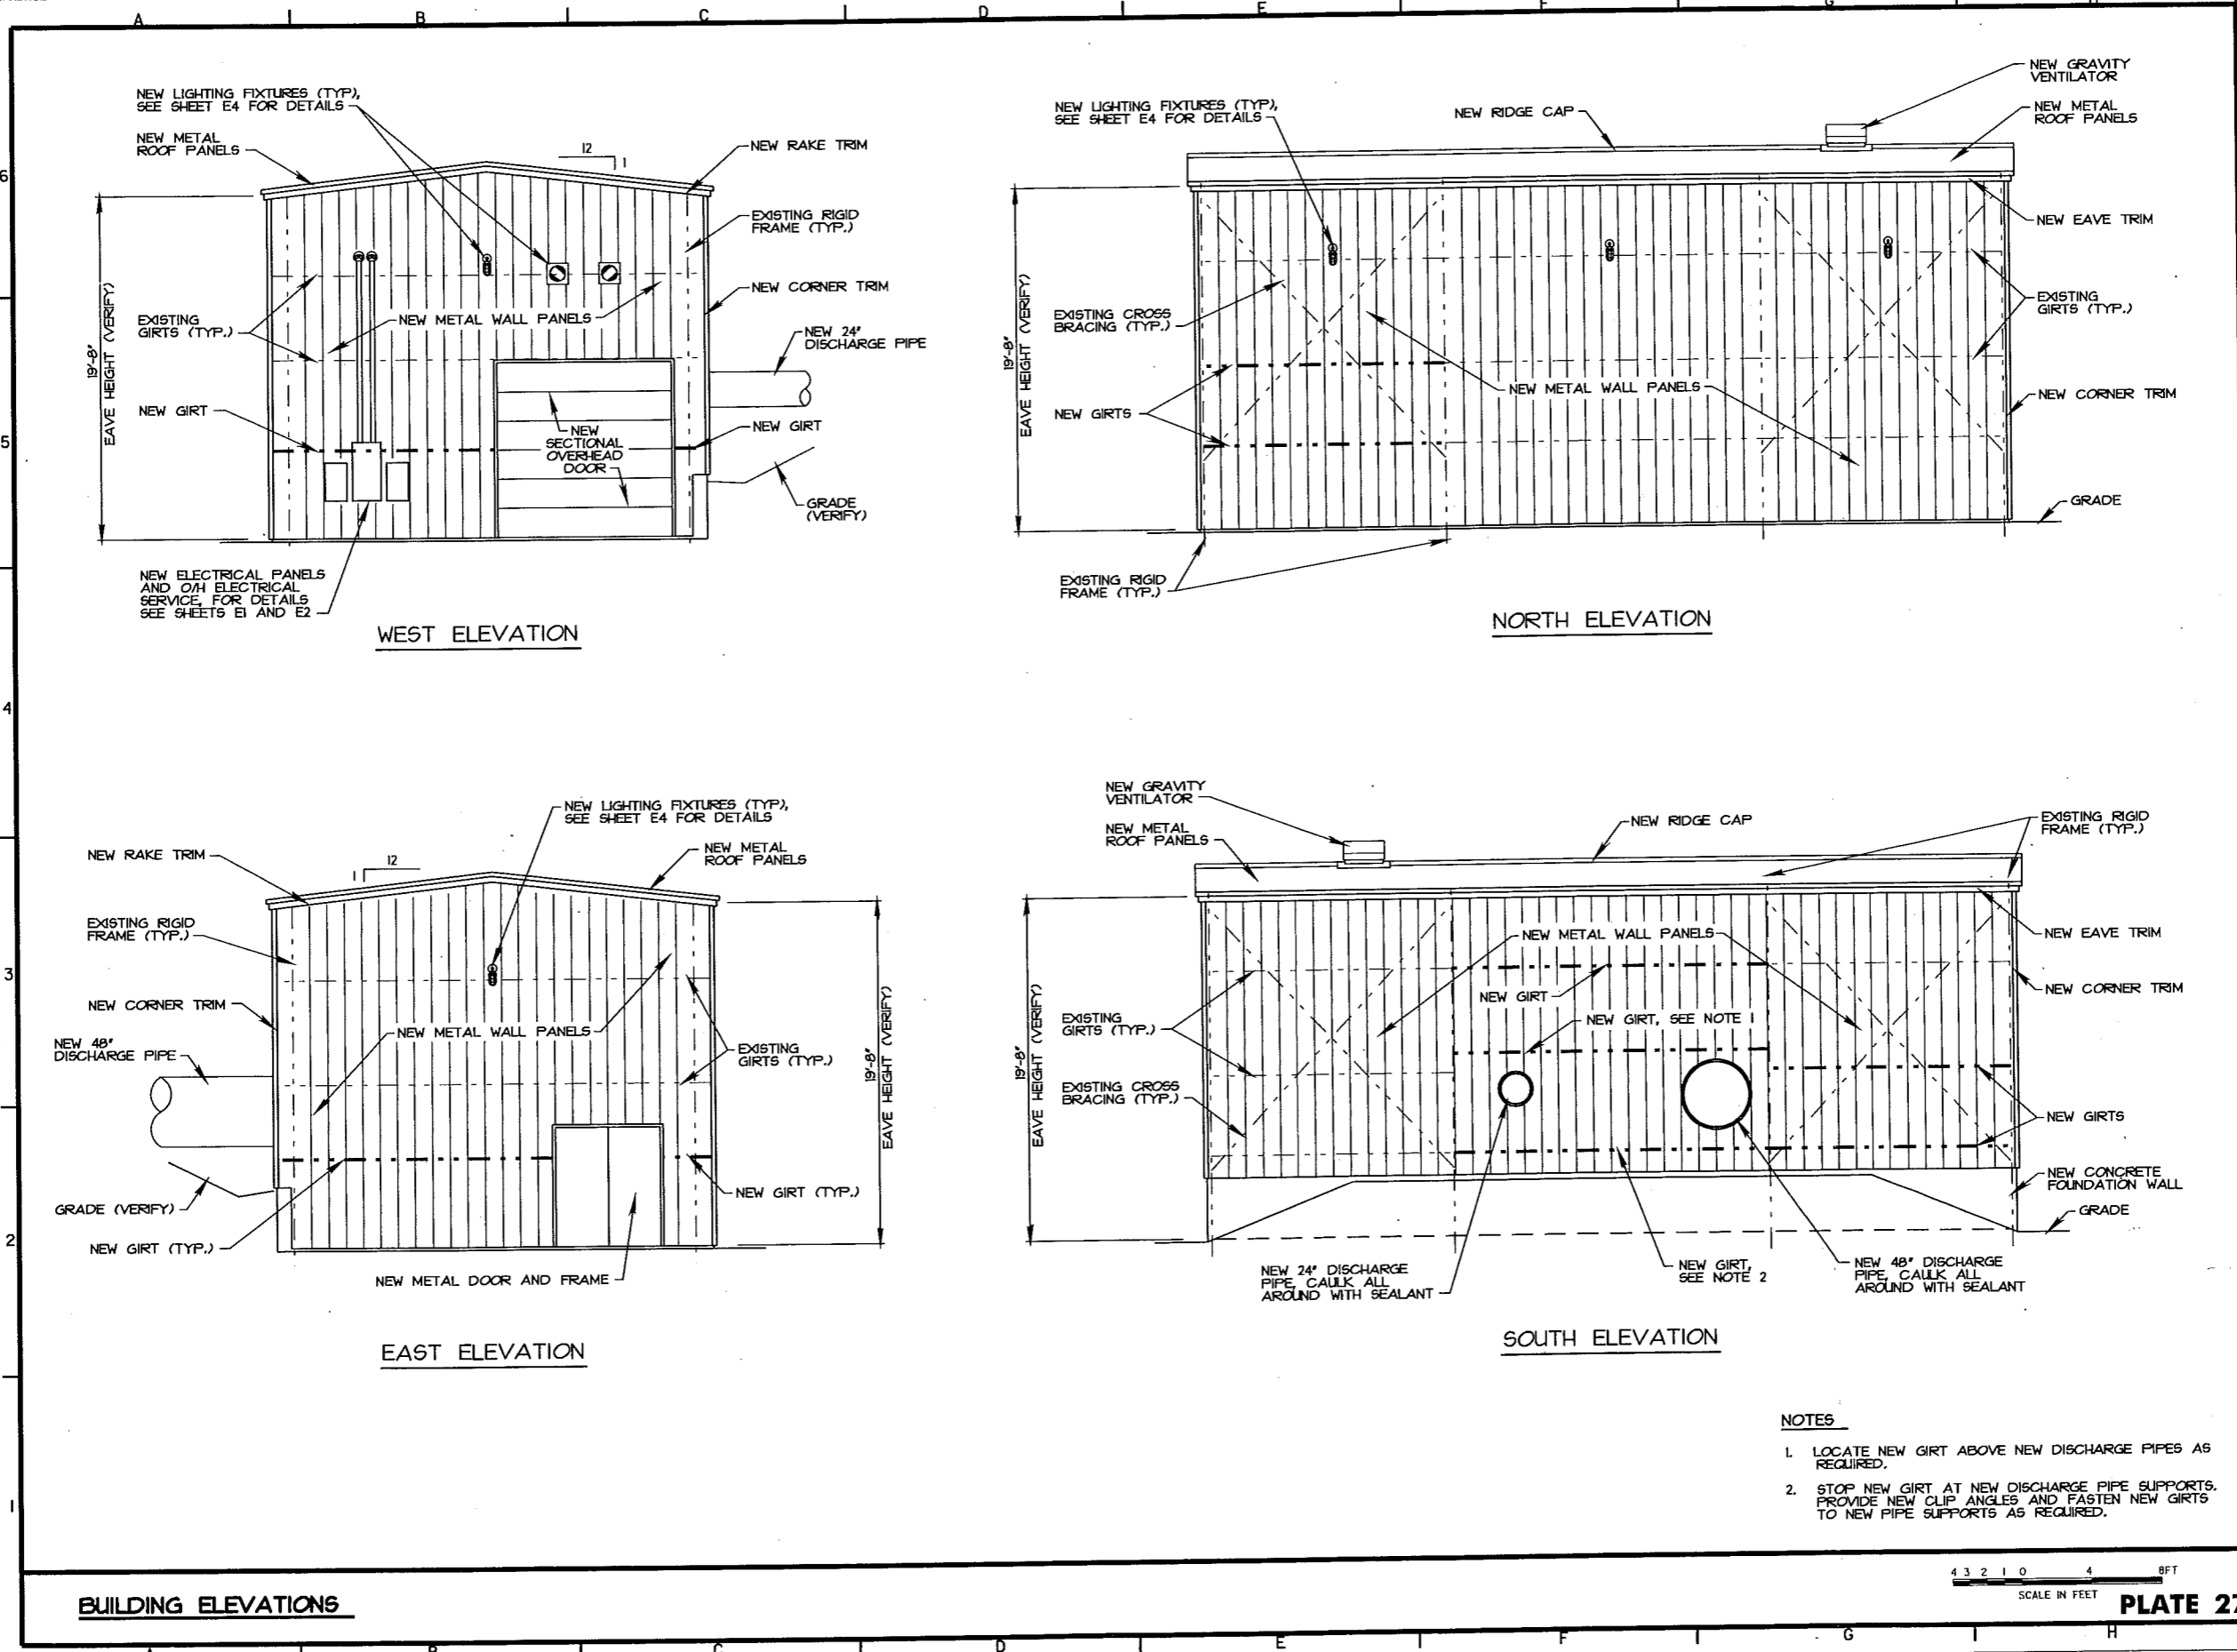 A B C D E F G H
NEW LIGHTING FIXTURES (TYP),
SEE SHEET E4 FOR DETAILS
NEW METAL
ROOF PANELS
12
1
NEW RAKE TRIM
EXISTING RIGID
FRAME (TYP.)
NEW CORNER TRIM
EXISTING
GIRTS (TYP.)
NEW METAL WALL PANELS
NEW 24"
DISCHARGE PIPE
19'-8"
EAVE HEIGHT (VERIFY)
NEW GIRT
NEW
SECTIONAL
OVERHEAD
DOOR
NEW GIRT
GRADE
(VERIFY)
NEW ELECTRICAL PANELS
AND O/H ELECTRICAL
SERVICE, FOR DETAILS
SEE SHEETS E1 AND E2
WEST ELEVATION
NEW LIGHTING FIXTURES (TYP),
SEE SHEET E4 FOR DETAILS
NEW RIDGE CAP
NEW GRAVITY
VENTILATOR
NEW METAL
ROOF PANELS
NEW EAVE TRIM
EXISTING CROSS
BRACING (TYP.)
EXISTING
GIRTS (TYP.)
19'-8"
EAVE HEIGHT (VERIFY)
NEW METAL WALL PANELS
NEW CORNER TRIM
NEW GIRTS
GRADE
EXISTING RIGID
FRAME (TYP.)
NORTH ELEVATION
6
5
4
3
2
1
NEW LIGHTING FIXTURES (TYP),
SEE SHEET E4 FOR DETAILS
NEW RAKE TRIM
12
1
NEW METAL
ROOF PANELS
EXISTING RIGID
FRAME (TYP.)
NEW CORNER TRIM
NEW METAL WALL PANELS
NEW 48"
DISCHARGE PIPE
EXISTING
GIRTS (TYP.)
19'-8"
EAVE HEIGHT (VERIFY)
GRADE (VERIFY)
NEW GIRT (TYP.)
NEW GIRT (TYP.)
NEW METAL DOOR AND FRAME
EAST ELEVATION
NEW GRAVITY
VENTILATOR
NEW METAL
ROOF PANELS
NEW RIDGE CAP
EXISTING RIGID
FRAME (TYP.)
NEW METAL WALL PANELS
NEW EAVE TRIM
NEW GIRT
NEW CORNER TRIM
EXISTING
GIRTS (TYP.)
NEW GIRT, SEE NOTE 1
19'-8"
EAVE HEIGHT (VERIFY)
EXISTING CROSS
BRACING (TYP.)
NEW GIRTS
NEW CONCRETE
FOUNDATION WALL
GRADE
NEW 24" DISCHARGE
PIPE, CAULK ALL
AROUND WITH SEALANT
NEW GIRT,
SEE NOTE 2
NEW 48" DISCHARGE
PIPE, CAULK ALL
AROUND WITH SEALANT
SOUTH ELEVATION
NOTES
1. LOCATE NEW GIRT ABOVE NEW DISCHARGE PIPES AS
REQUIRED.
2. STOP NEW GIRT AT NEW DISCHARGE PIPE SUPPORTS.
PROVIDE NEW CLIP ANGLES AND FASTEN NEW GIRTS
TO NEW PIPE SUPPORTS AS REQUIRED.
BUILDING ELEVATIONS
4 3 2 1 0 4 8FT
SCALE IN FEET
PLATE 27
A B C D E F G H